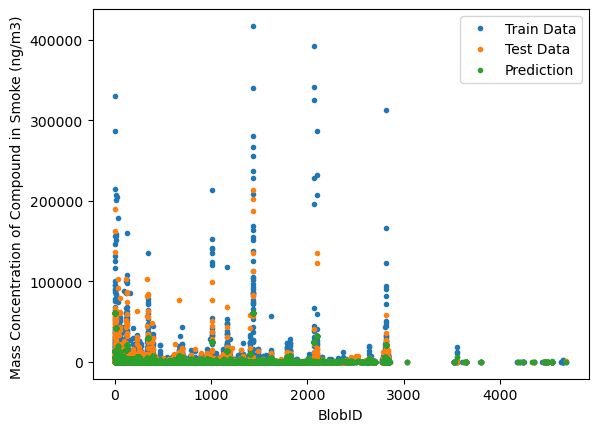 Train Data
Test Data
Prediction
Mass Concentration of Compound in Smoke (ng/m3)
400000
300000
200000
100000
0
0 1000 2000 3000 4000
BlobID